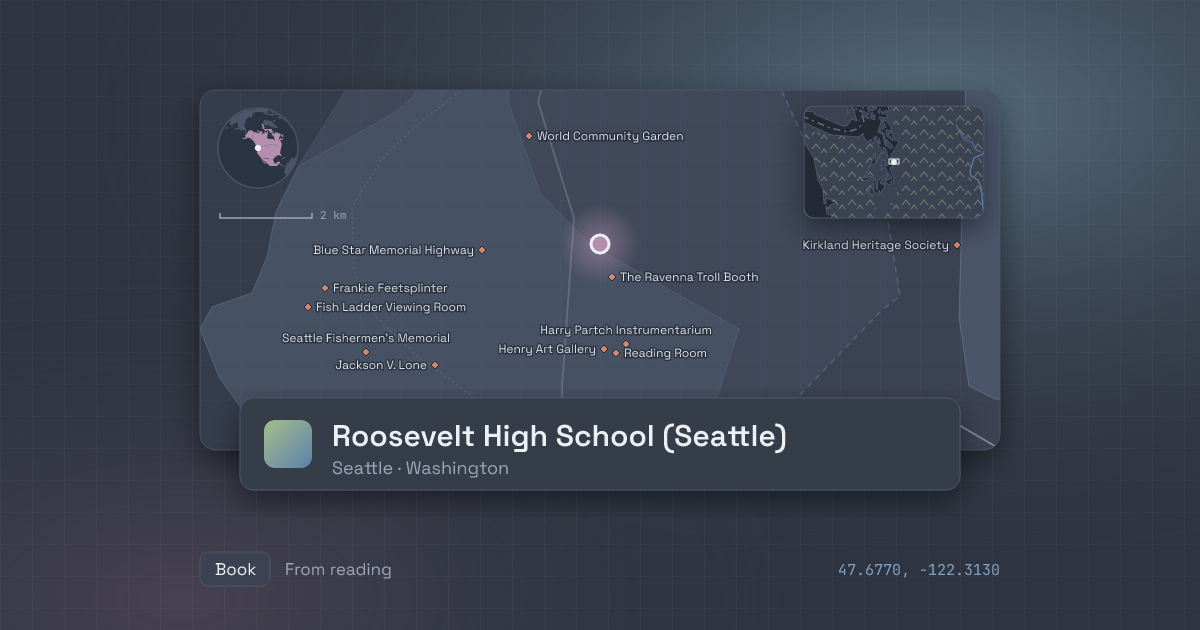 World Community Garden
2 km
Blue Star Memorial Highway
Kirkland Heritage Society
The Ravenna Troll Booth
Frankie Feetsplinter
Fish Ladder Viewing Room
Harry Partch Instrumentarium
Seattle Fishermen's Memorial
Henry Art Gallery
Reading Room
Jackson V. Lone
Roosevelt High School (Seattle)
Seattle · Washington
Book
From reading
47.6770, -122.3130